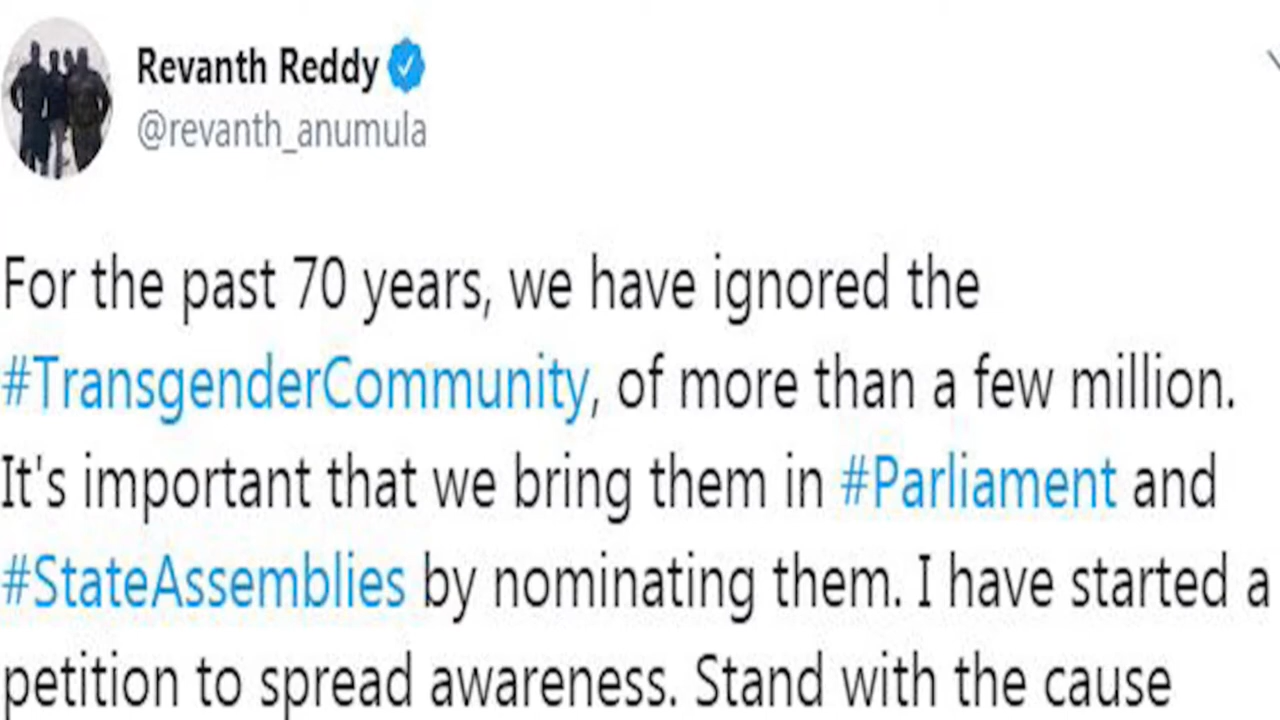 Revanth Reddy
@revanth_anumula
For the past 70 years, we have ignored the
#TransgenderCommunity, of more than a few million.
It's important that we bring them in #Parliament and
#StateAssemblies by nominating them. I have started a
petition to spread awareness. Stand with the cause